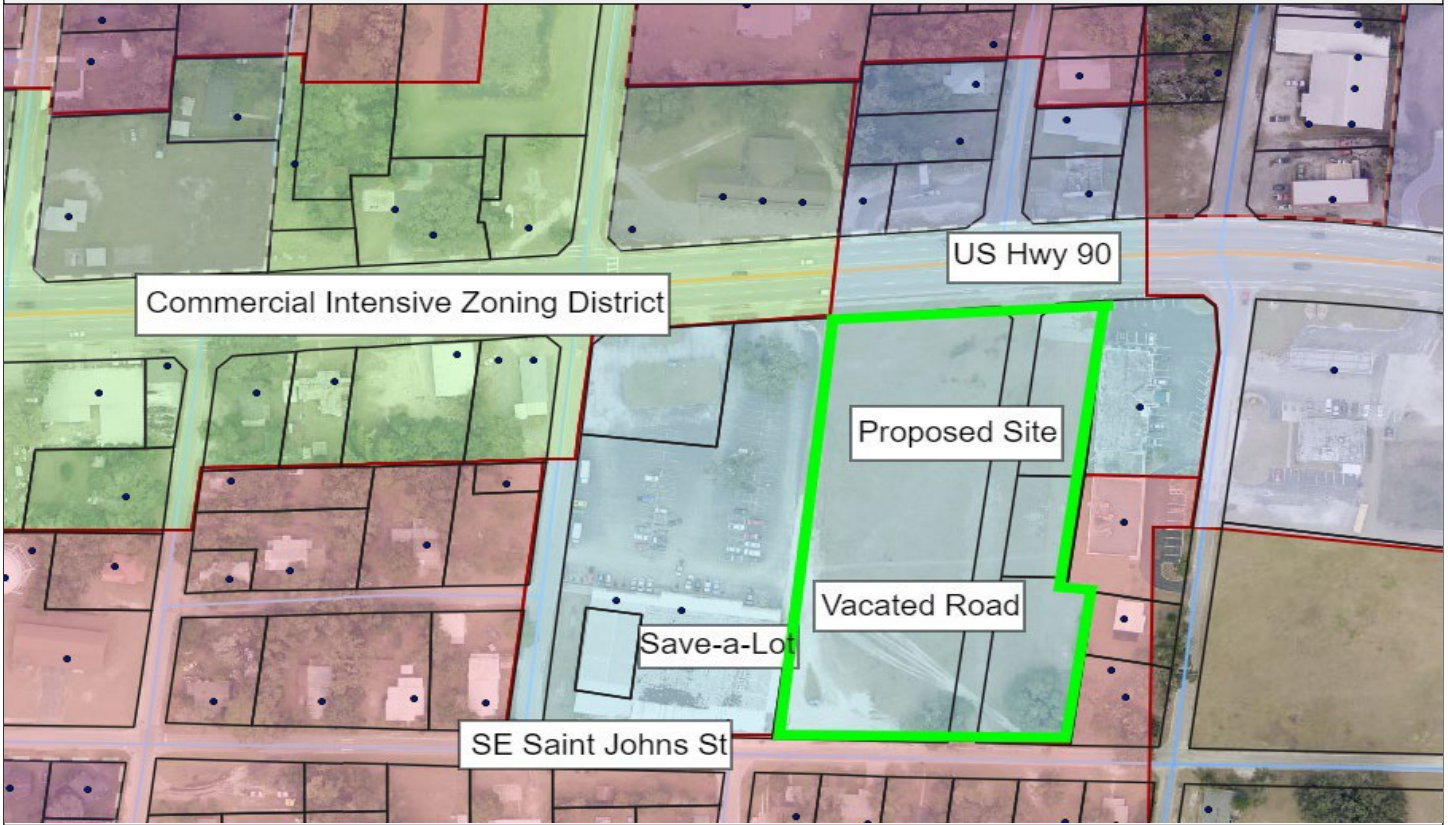 US Hwy 90
Commercial Intensive Zoning District
Proposed Site
Vacated Road
Save-a-Lot
SE Saint Johns St